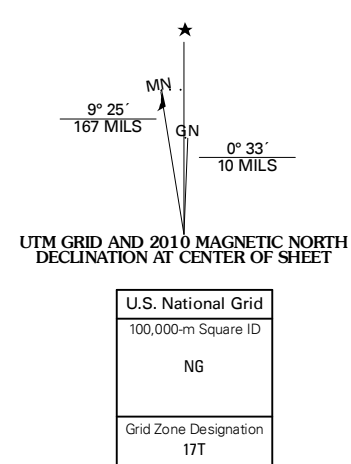 MN
9° 25´
167 MILS
GN
0° 33´
10 MILS
UTM GRID AND 2010 MAGNETIC NORTH
DECLINATION AT CENTER OF SHEET
U.S. National Grid
100,000-m Square ID
NG
Grid Zone Designation
17T